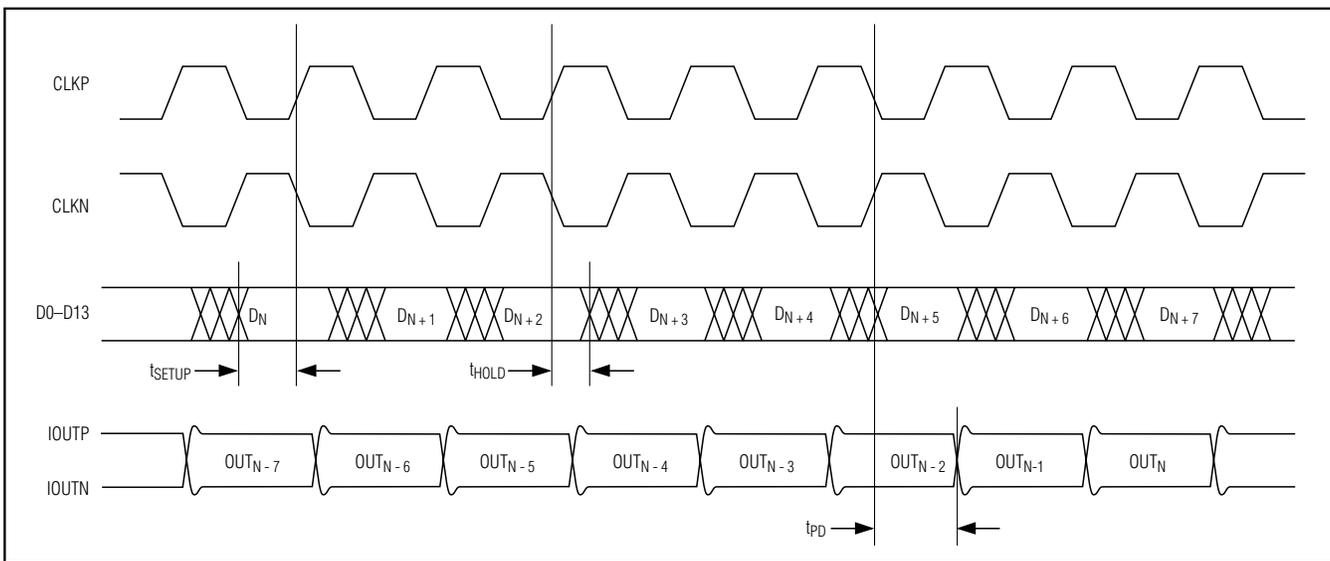 CLKP
CLKN
D0–D13
DN
DN + 1
DN + 2
DN + 3
DN + 4
DN + 5
DN + 6
DN + 7
tSETUP
tHOLD
IOUTP
IOUTN
OUTN - 7
OUTN - 6
OUTN - 5
OUTN - 4
OUTN - 3
OUTN - 2
OUTN-1
OUTN
tPD